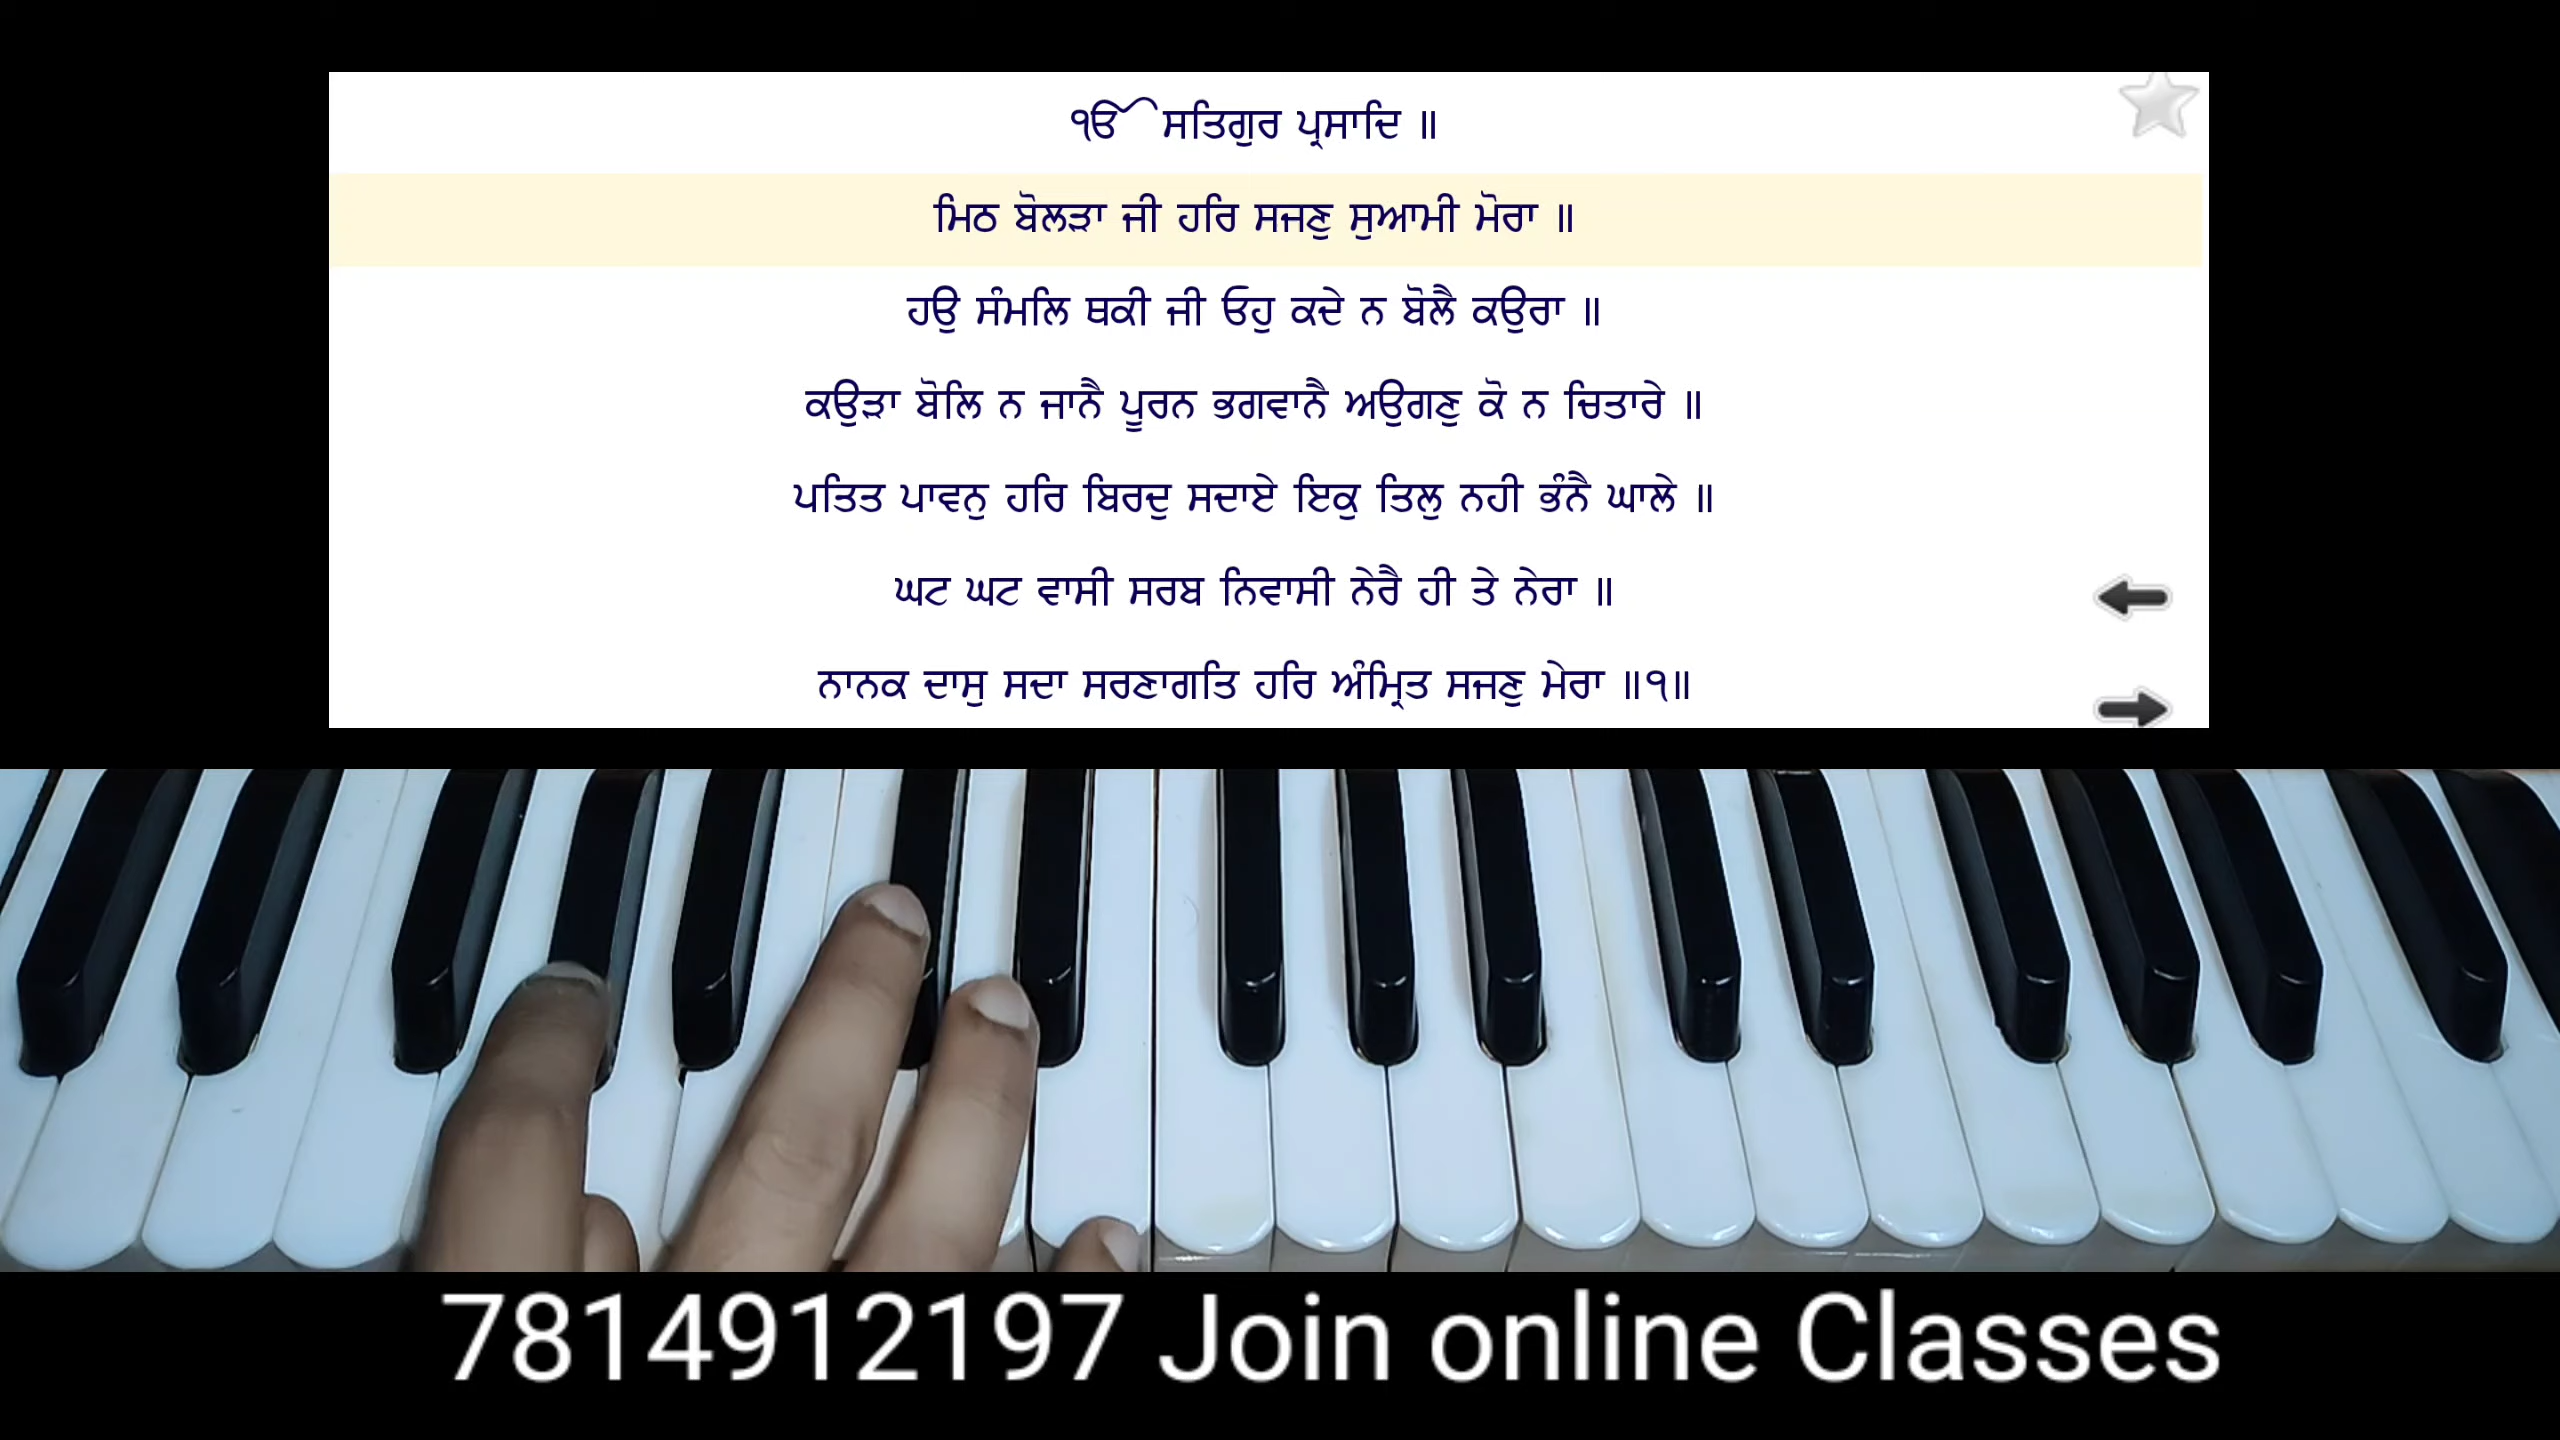 ੴ ਸਤਿਗੁਰ ਪ੍ਰਸਾਦਿ ॥
ਮਿਠ ਬੋਲੜਾ ਜੀ ਹਰਿ ਸਜਣੁ ਸੁਆਮੀ ਮੋਰਾ ॥
ਹਉ ਸੰਮਲਿ ਥਕੀ ਜੀ ਓਹੁ ਕਦੇ ਨ ਬੋਲੈ ਕਉਰਾ ॥
ਕਉੜਾ ਬੋਲਿ ਨ ਜਾਨੈ ਪੂਰਨ ਭਗਵਾਨੈ ਅਉਗਣੁ ਕੋ ਨ ਚਿਤਾਰੇ ॥
ਪਤਿਤ ਪਾਵਨੁ ਹਰਿ ਬਿਰਦੁ ਸਦਾਏ ਇਕੁ ਤਿਲੁ ਨਹੀ ਭੰਨੈ ਘਾਲੇ ॥
ਘਟ ਘਟ ਵਾਸੀ ਸਰਬ ਨਿਵਾਸੀ ਨੇਰੈ ਹੀ ਤੇ ਨੇਰਾ ॥
ਨਾਨਕ ਦਾਸੁ ਸਦਾ ਸਰਣਾਗਤਿ ਹਰਿ ਅੰਮ੍ਰਿਤ ਸਜਣੁ ਮੇਰਾ ॥੧॥
7814912197 Join online Classes